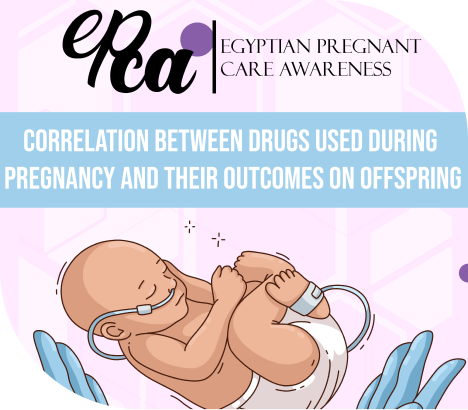 epca
EGYPTIAN PREGNANT
CARE AWARENESS
CORRELATION BETWEEN DRUGS USED DURING
PREGNANCY AND THEIR OUTCOMES ON OFFSPRING